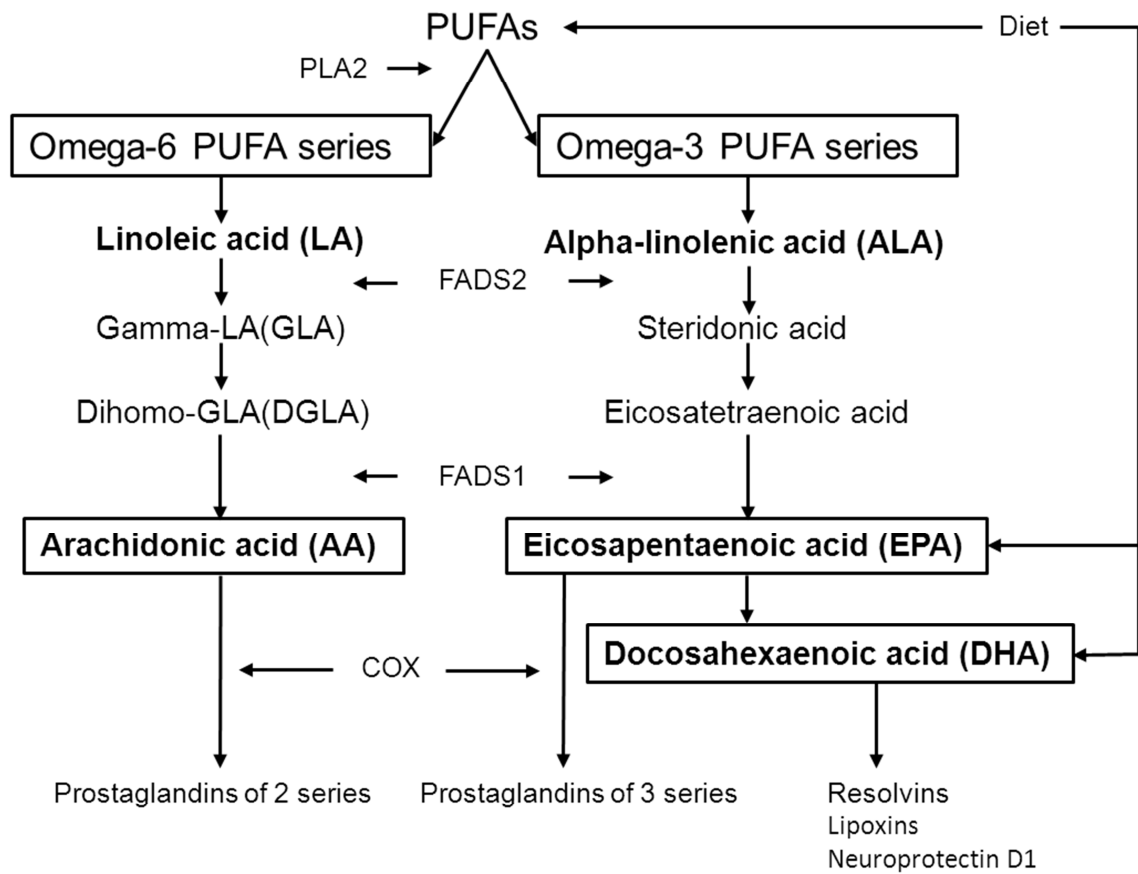 PUFAs
Diet
PLA2
Omega-6 PUFA series
Omega-3 PUFA series
Linoleic acid (LA)
Alpha-linolenic acid (ALA)
FADS2
Gamma-LA(GLA)
Steridonic acid
Dihomo-GLA(DGLA)
Eicosatetraenoic acid
FADS1
Arachidonic acid (AA)
Eicosapentaenoic acid (EPA)
Docosahexaenoic acid (DHA)
COX
Prostaglandins of 2 series
Prostaglandins of 3 series
Resolvins
Lipoxins
Neuroprotectin D1